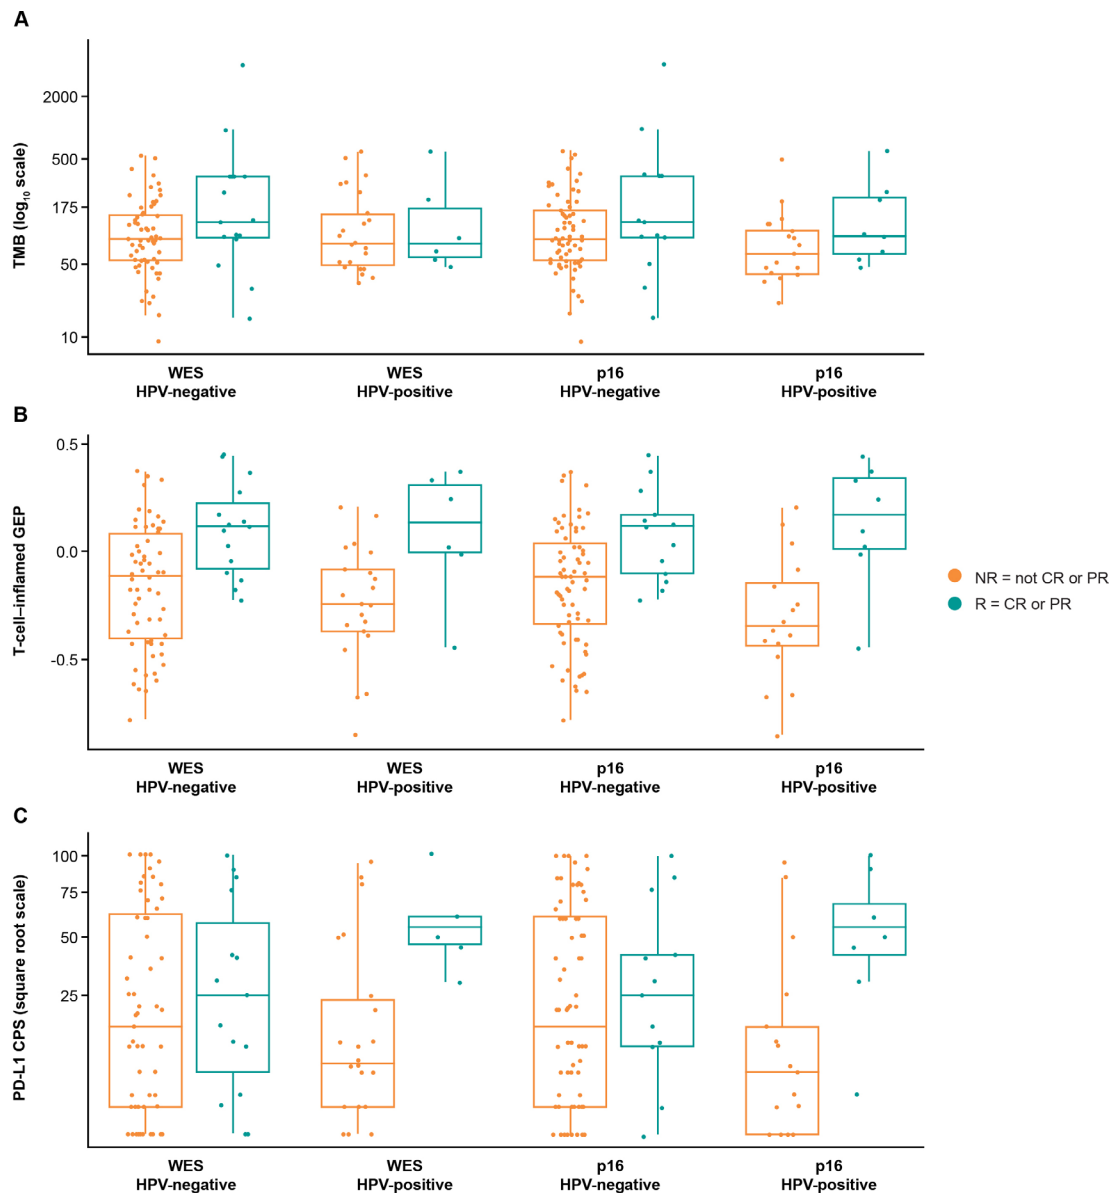 A
TMB (log10 scale)
2000
500
175
50
10
WES
HPV-negative
WES
HPV-positive
p16
HPV-negative
p16
HPV-positive
B
T-cell–inflamed GEP
0.5
0.0
-0.5
WES
HPV-negative
WES
HPV-positive
p16
HPV-negative
p16
HPV-positive
NR = not CR or PR
R = CR or PR
C
PD-L1 CPS (square root scale)
100
75
50
25
WES
HPV-negative
WES
HPV-positive
p16
HPV-negative
p16
HPV-positive